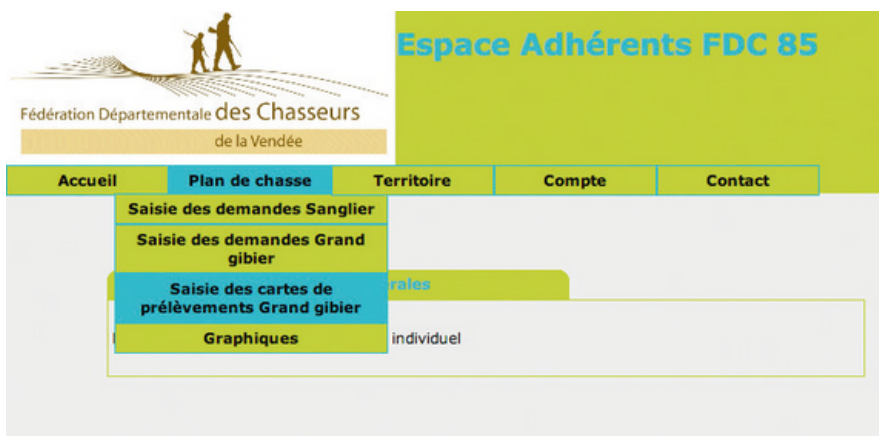 Espace Adhérents FDC 85
Fédération Départementale des Chasseurs
de la Vendée
Accueil Plan de chasse Territoire Compte Contact
Saisie des demandes Sanglier
Saisie des demandes Grand
gibier
Saisie des cartes de
prélèvements Grand gibier
Graphiques
individuel